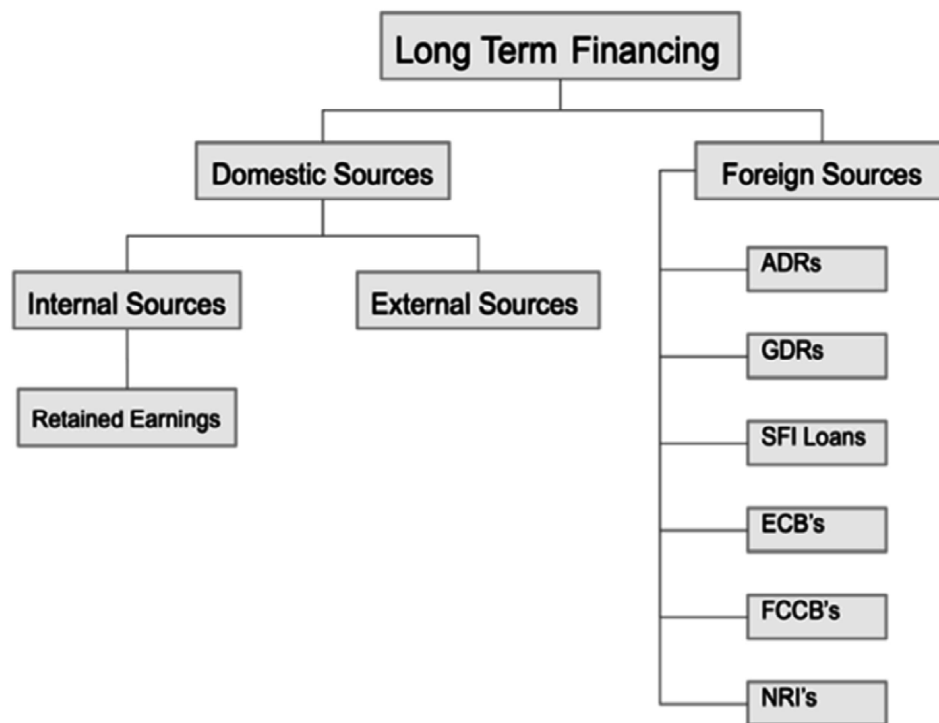 Long Term Financing
Domestic Sources
Foreign Sources
Internal Sources
External Sources
Retained Earnings
ADRs
GDRs
SFI Loans
ECB's
FCCB's
NRI's